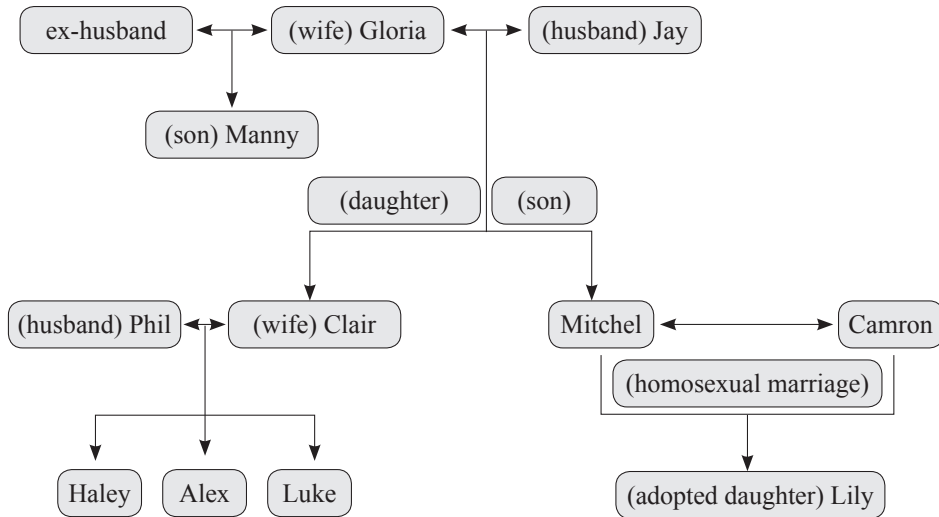 ex-husband
(wife) Gloria
(husband) Jay
(son) Manny
(daughter)
(son)
(husband) Phil
(wife) Clair
Mitchel
Camron
(homosexual marriage)
Haley
Alex
Luke
(adopted daughter) Lily